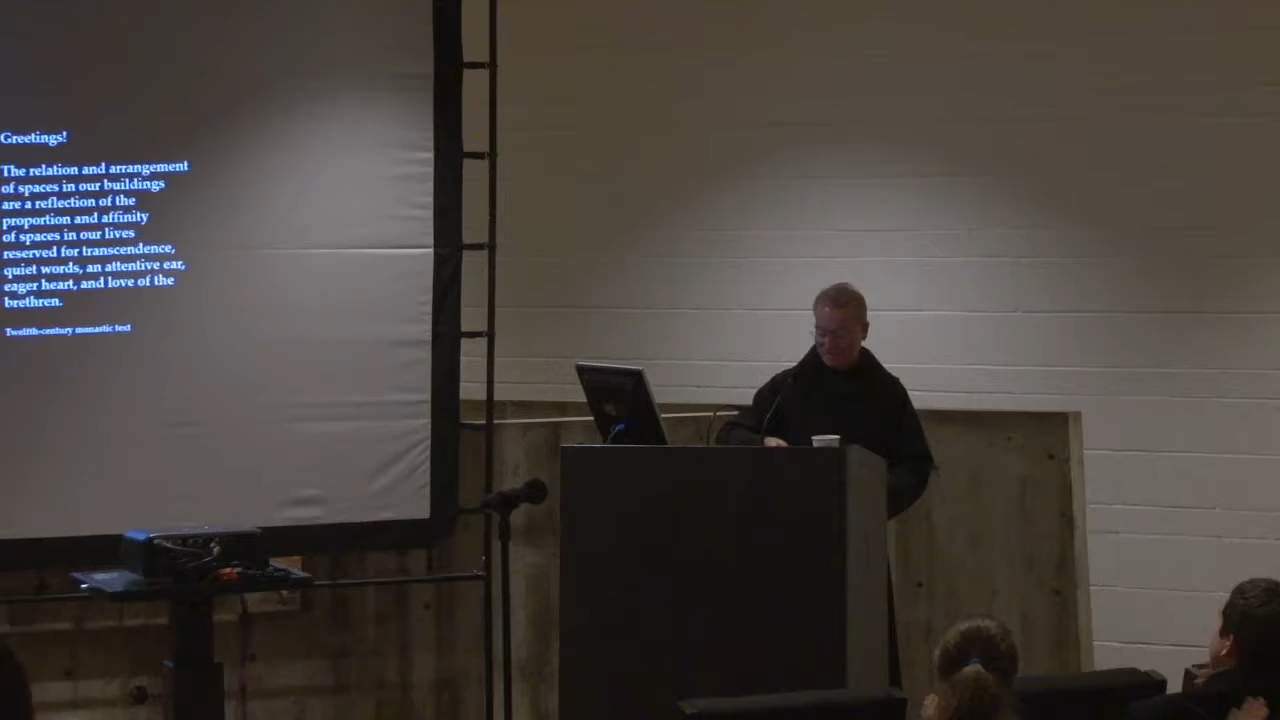 Greetings!
The relation and arrangement
of spaces in our buildings
are a reflection of the
proportion and affinity
of spaces in our lives
reserved for transcendence,
quiet words, an attentive ear,
eager heart, and love of the
brethren.
Twelfth-century monastic text